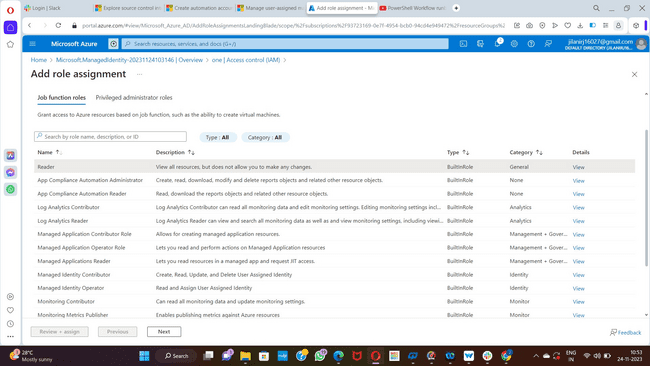 Login | Slack
Explore source control in
Create automation accou
Manage user-assigned m
Add role assignment - M
PowerShell Workflow run
portal.azure.com/#view/Microsoft_Azure_AD/AddRoleAssignmentsLandingBlade/scope/
Microsoft Azure
Search resources, services, and docs (G+/)
jilanirj16027@gmail.com
Home > Microsoft.ManagedIdentity-20231124103146 | Overview > one | Access control (IAM) >
Add role assignment ...
Job function roles Privileged administrator roles
Grant access to Azure resources based on job function, such as the ability to create virtual machines.
Search by role name, description, or ID
Type : All
Category : All
Name ↑↓ Description ↑↓ Type ↑↓ Category ↑↓ Details
Reader View all resources, but does not allow you to make any changes. BuiltInRole General View
App Compliance Automation Administrator Create, read, download, modify and delete reports objects and related other resource objects. BuiltInRole None View
App Compliance Automation Reader Read, download the reports objects and related other resource objects. BuiltInRole None View
Log Analytics Contributor Log Analytics Contributor can read all monitoring data and edit monitoring settings. Editing monitoring settings incl... BuiltInRole Analytics View
Log Analytics Reader Log Analytics Reader can view and search all monitoring data as well as and view monitoring settings, including viewi... BuiltInRole Analytics View
Managed Application Contributor Role Allows for creating managed application resources. BuiltInRole Management + Gover... View
Managed Application Operator Role Lets you read and perform actions on Managed Application resources BuiltInRole Management + Gover... View
Managed Applications Reader Lets you read resources in a managed app and request JIT access. BuiltInRole Management + Gover... View
Managed Identity Contributor Create, Read, Update, and Delete User Assigned Identity BuiltInRole Identity View
Managed Identity Operator Read and Assign User Assigned Identity BuiltInRole Identity View
Monitoring Contributor Can read all monitoring data and update monitoring settings. BuiltInRole Monitor View
Monitoring Metrics Publisher Enables publishing metrics against Azure resources BuiltInRole Monitor View
Review + assign Previous Next
Feedback
28°C
Mostly sunny
Search
ENG
IN
10:53
24-11-2023